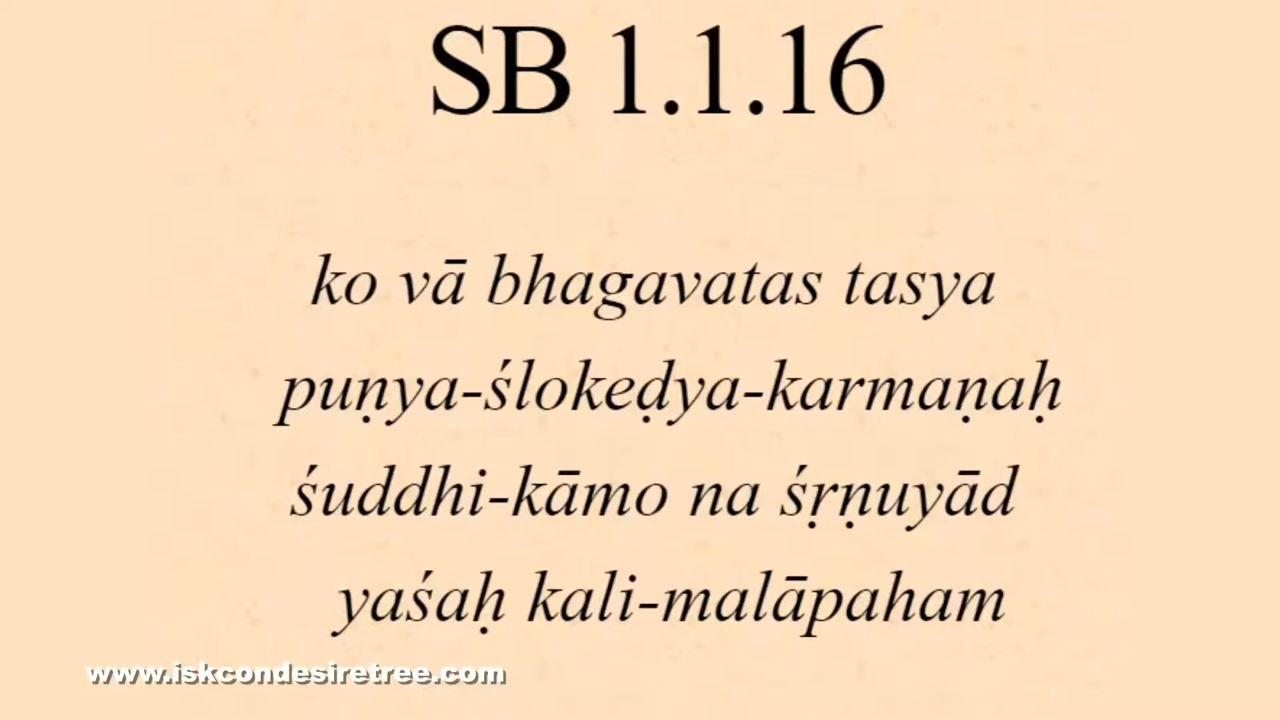 SB 1.1.16
ko vā bhagavatas tasya
puṇya-ślokeḍya-karmaṇaḥ
śuddhi-kāmo na śṛṇuyād
yaśaḥ kali-malāpaham
www.iskcondesiretree.com